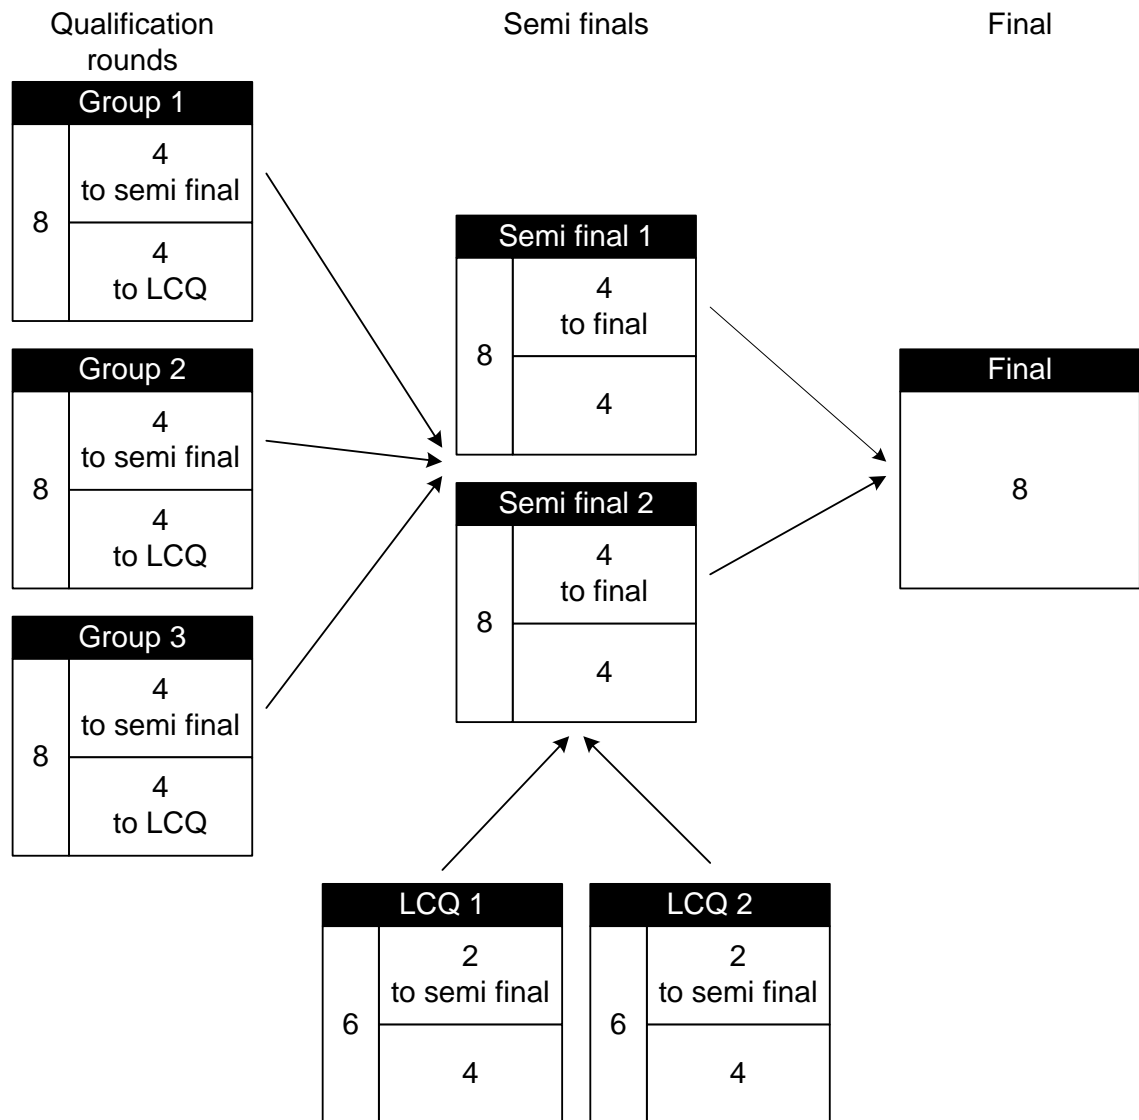 Qualification
rounds
Semi finals
Final
Group 1
8
4
to semi final
4
to LCQ
Group 2
8
4
to semi final
4
to LCQ
Group 3
8
4
to semi final
4
to LCQ
Semi final 1
8
4
to final
4
Semi final 2
8
4
to final
4
Final
8
LCQ 1
6
2
to semi final
4
LCQ 2
6
2
to semi final
4